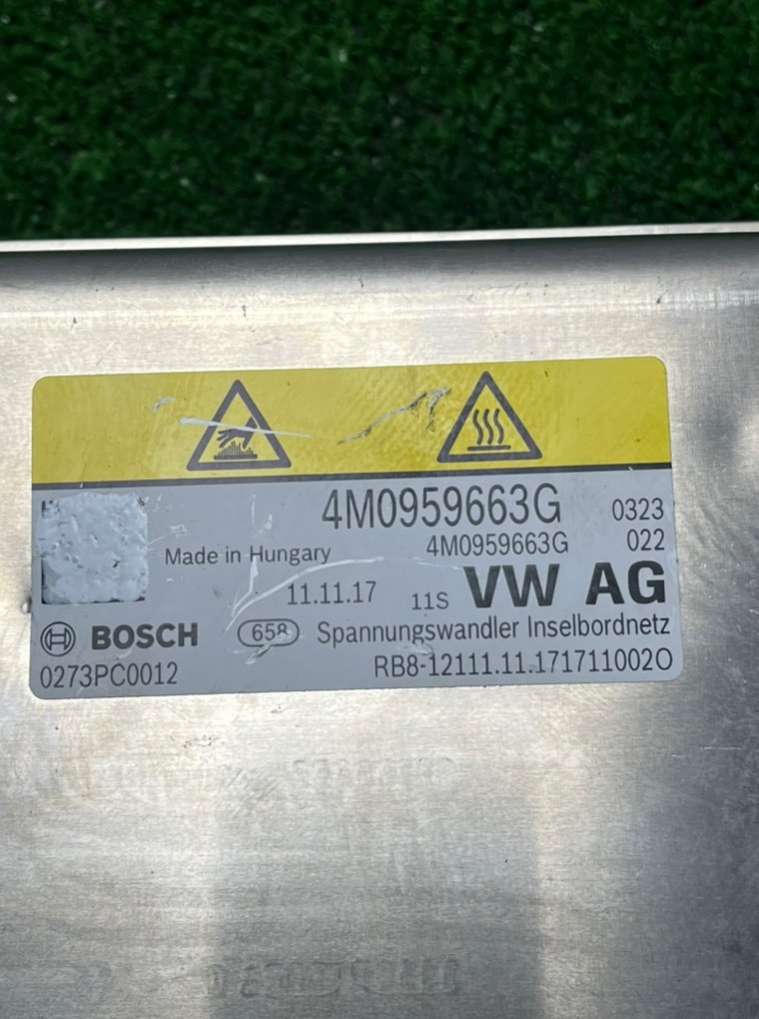 4M0959663G 0323
4M0959663G 022
Made in Hungary
11.11.17 11S VW AG
BOSCH 658 Spannungswandler Inselbordnetz
0273PC0012 RB8-12111.11.1717110020